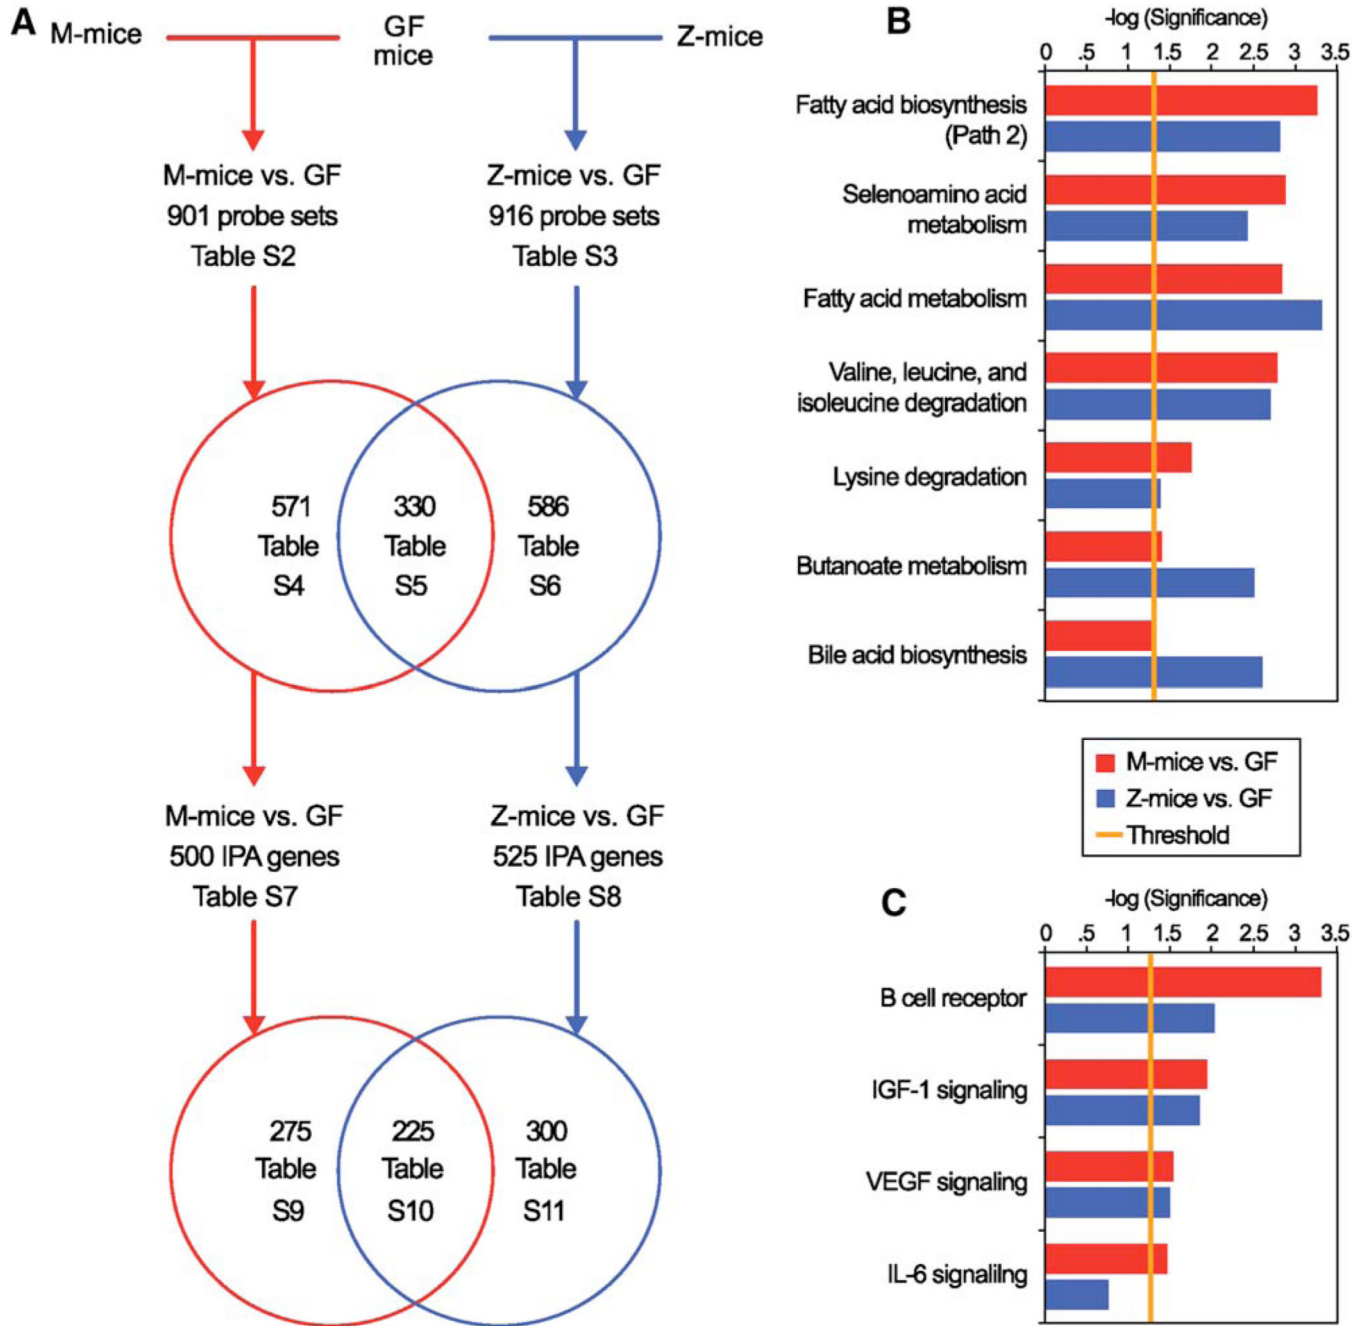 A
M-mice
GF
mice
Z-mice
M-mice vs. GF
901 probe sets
Table S2
Z-mice vs. GF
916 probe sets
Table S3
571
Table
S4
330
Table
S5
586
Table
S6
M-mice vs. GF
500 IPA genes
Table S7
Z-mice vs. GF
525 IPA genes
Table S8
275
Table
S9
225
Table
S10
300
Table
S11
B
-log (Significance)
0 .5 1 1.5 2 2.5 3 3.5
Fatty acid biosynthesis
(Path 2)
Selenoamino acid
metabolism
Fatty acid metabolism
Valine, leucine, and
isoleucine degradation
Lysine degradation
Butanoate metabolism
Bile acid biosynthesis
M-mice vs. GF
Z-mice vs. GF
Threshold
C
-log (Significance)
0 .5 1 1.5 2 2.5 3 3.5
B cell receptor
IGF-1 signaling
VEGF signaling
IL-6 signalilng